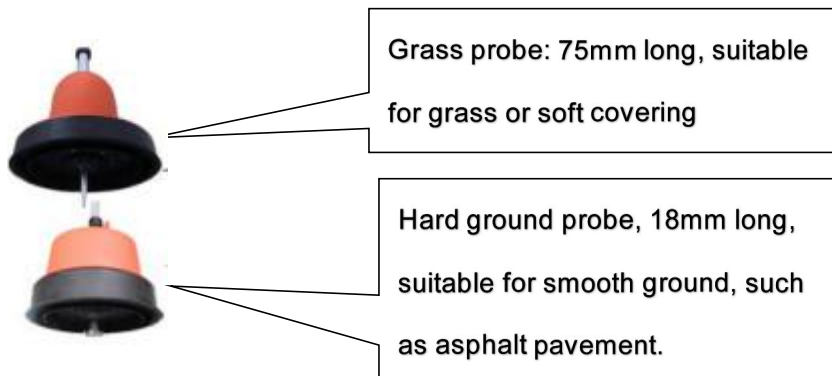 Grass probe: 75mm long, suitable
for grass or soft covering
Hard ground probe, 18mm long,
suitable for smooth ground, such
as asphalt pavement.